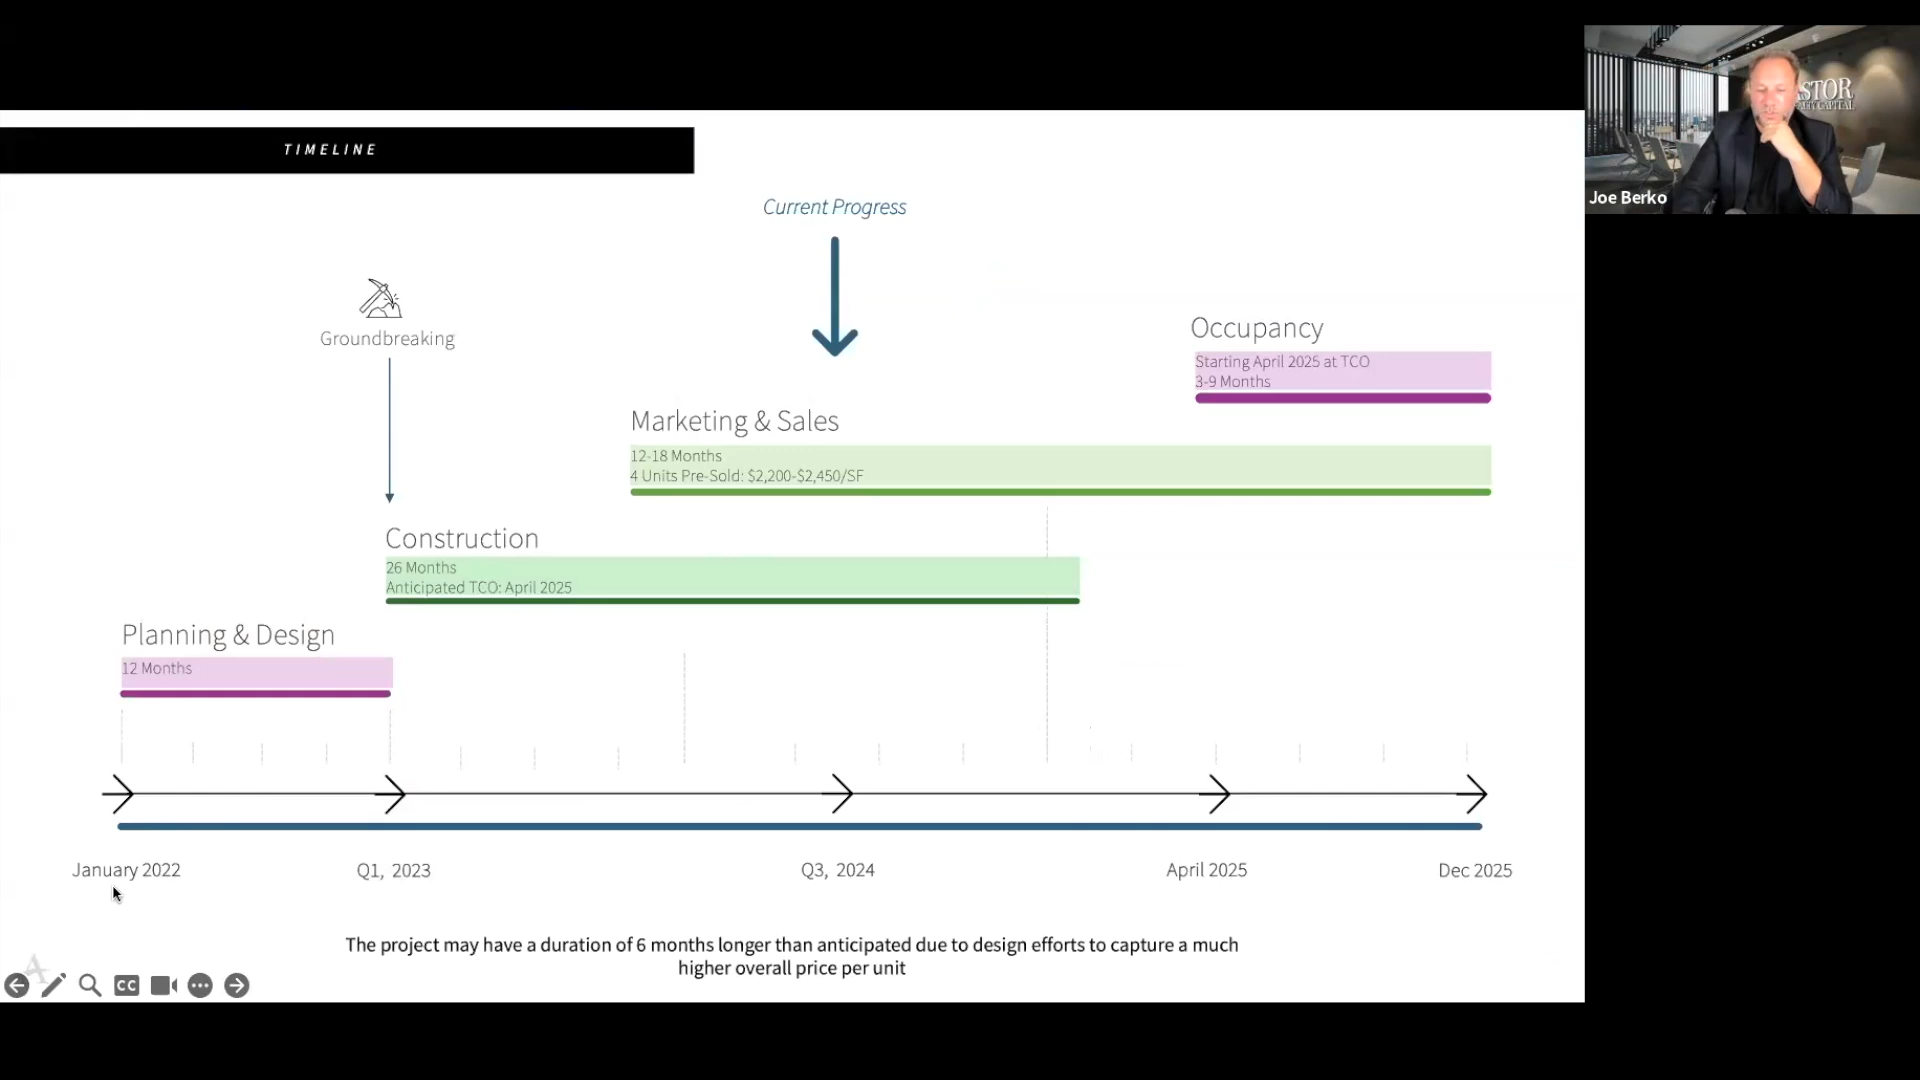 TIMELINE
Current Progress
Groundbreaking
Occupancy
Starting April 2025 at TCO
3-9 Months
Marketing & Sales
12-18 Months
4 Units Pre-Sold: $2,200-$2,450/SF
Construction
26 Months
Anticipated TCO: April 2025
Planning & Design
12 Months
January 2022
Q1, 2023
Q3, 2024
April 2025
Dec 2025
The project may have a duration of 6 months longer than anticipated due to design efforts to capture a much
higher overall price per unit
A
CC
Joe Berko
STOR